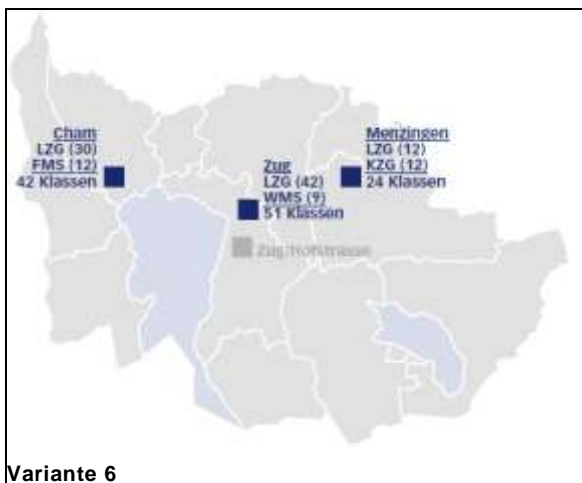 Cham
LZG (30)
FMS (12)
42 Klassen
Zug
LZG (42)
WMS (9)
51 Klassen
Menzingen
LZG (12)
KZG (12)
24 Klassen
Zug/Hofstrasse
Variante 6